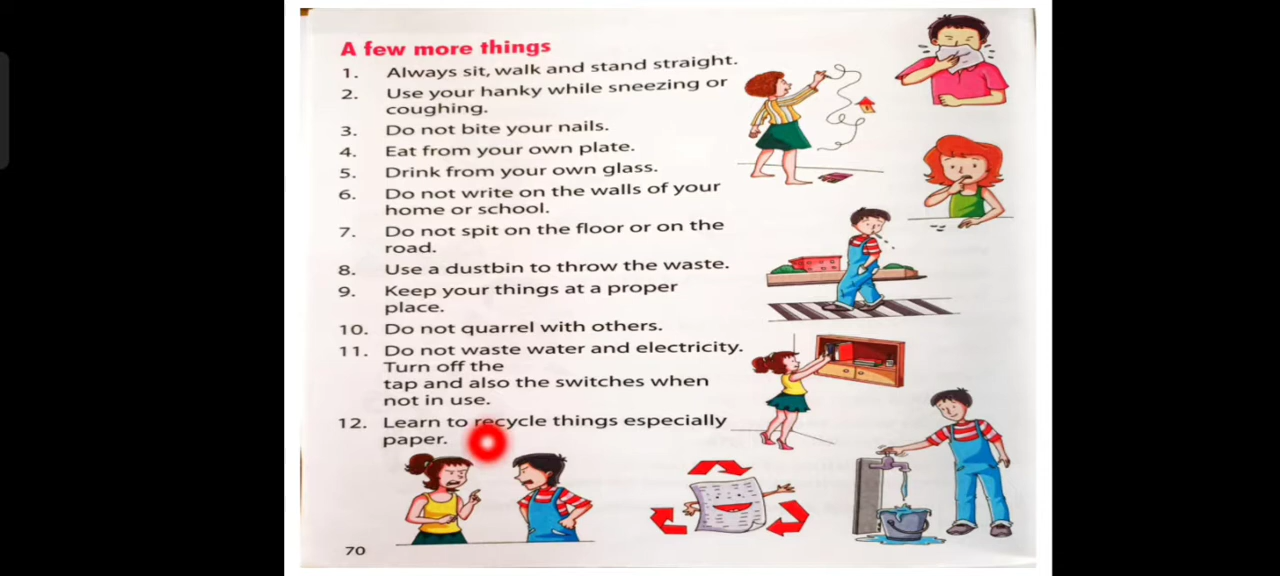 A few more things
1. Always sit, walk and stand straight.
2. Use your hanky while sneezing or
coughing.
3. Do not bite your nails.
4. Eat from your own plate.
5. Drink from your own glass.
6. Do not write on the walls of your
home or school.
7. Do not spit on the floor or on the
road.
8. Use a dustbin to throw the waste.
9. Keep your things at a proper
place.
10. Do not quarrel with others.
11. Do not waste water and electricity.
Turn off the
tap and also the switches when
not in use.
12. Learn to recycle things especially
paper.
70